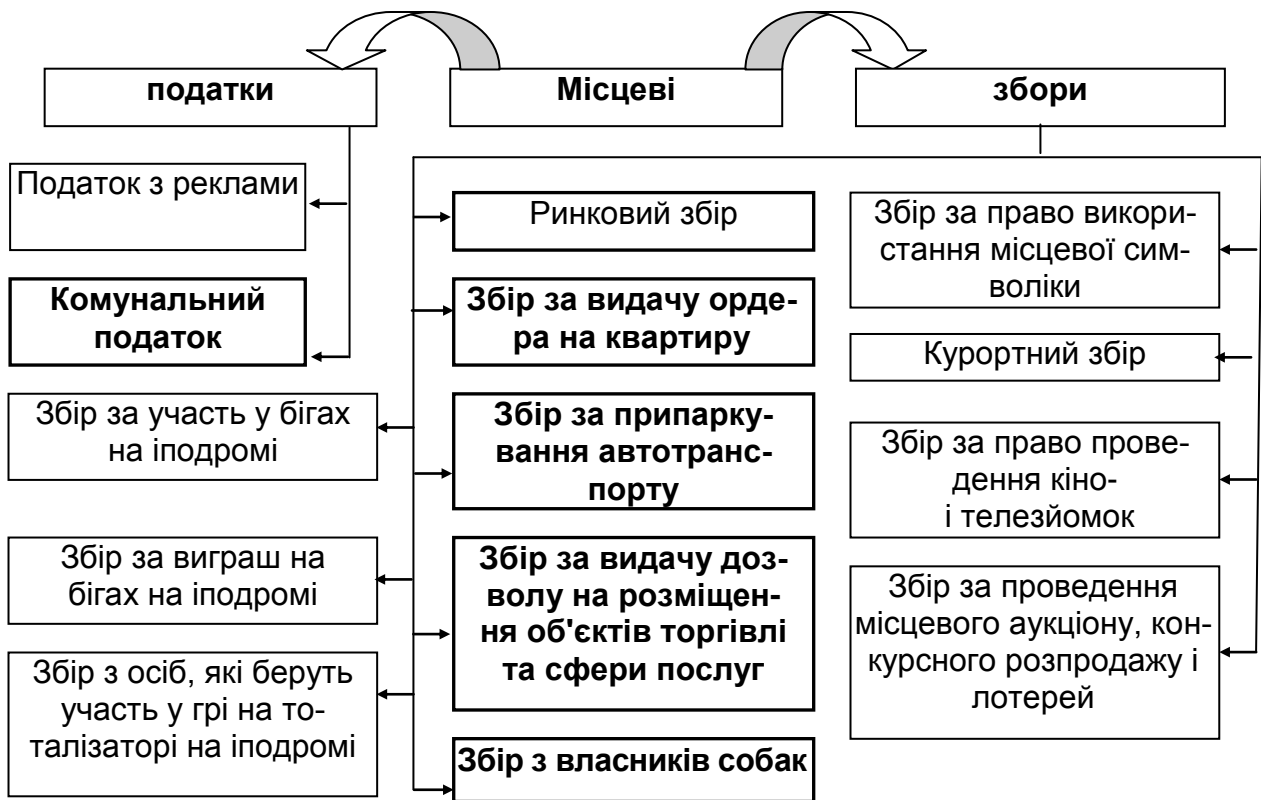 податки
Місцеві
збори
Податок з реклами
Комунальний
податок
Збір за участь у бігах
на іподромі
Збір за виграш на
бігах на іподромі
Збір з осіб, які беруть
участь у грі на то-
талізаторі на іподромі
Ринковий збір
Збір за видачу орде-
ра на квартиру
Збір за припарку-
вання автотранс-
порту
Збір за видачу доз-
волу на розміщен-
ня об'єктів торгівлі
та сфери послуг
Збір з власників собак
Збір за право викори-
стання місцевої сим-
воліки
Курортний збір
Збір за право прове-
дення кіно-
і телезйомок
Збір за проведення
місцевого аукціону, кон-
курсного розпродажу і
лотерей